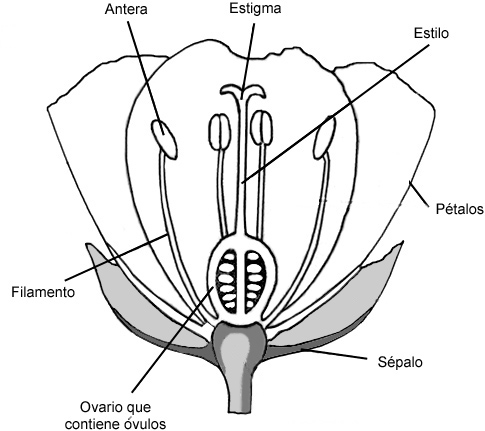 Antera
Estigma
Estilo
Pétalos
Filamento
Sépalo
Ovario que
contiene óvulos